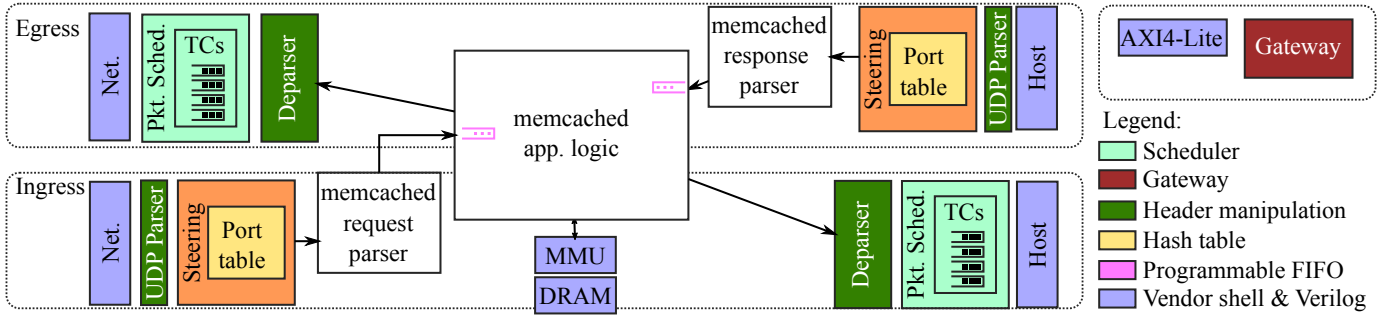 Egress
Net.
Pkt. Sched.
TCs
Deparser
memcached
app. logic
memcached
response
parser
Steering
Port
table
UDP Parser
Host
AXI4-Lite
Gateway
Ingress
Net.
UDP Parser
Steering
Port
table
memcached
request
parser
MMU
DRAM
Deparser
Pkt. Sched.
TCs
Host
Legend:
Scheduler
Gateway
Header manipulation
Hash table
Programmable FIFO
Vendor shell & Verilog